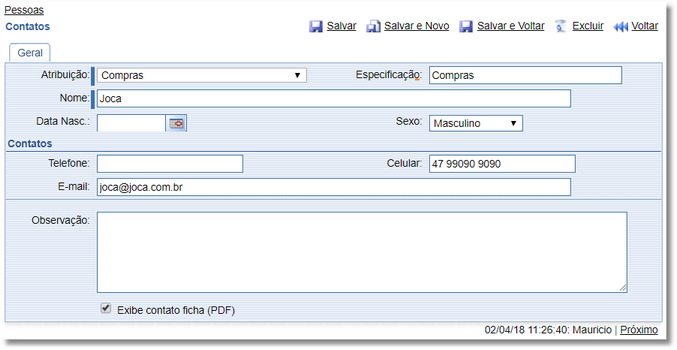 Pessoas
Contatos Salvar Salvar e Novo Salvar e Voltar Excluir Voltar
Geral
Atribuição: Compras Especificação: Compras
Nome: Joca
Data Nasc.: Sexo: Masculino
Contatos
Telefone: Celular: 47 99090 9090
E-mail: joca@joca.com.br
Observação:
Exibe contato ficha (PDF)
02/04/18 11:26:40: Mauricio | Próximo